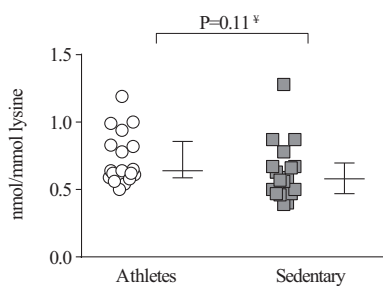 P=0.11 ¥
nmol/mmol lysine
1.5
1.0
0.5
0.0
Athletes
Sedentary